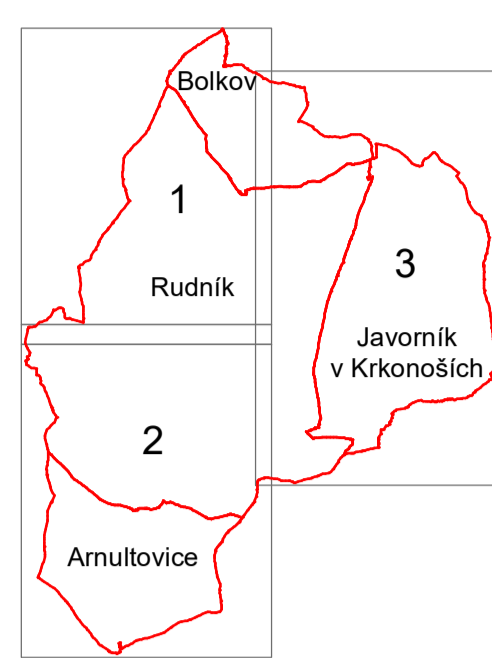 Bolkov
1
Rudník
3
Javorník
v Krkonoších
2
Arnultovice